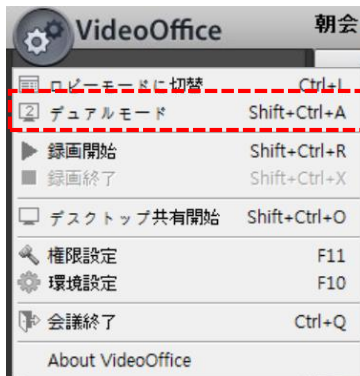 VideoOffice 朝会
ロビーモードに切替 Ctrl+L
2 デュアルモード Shift+Ctrl+A
録画開始 Shift+Ctrl+R
録画終了 Shift+Ctrl+X
デスクトップ共有開始 Shift+Ctrl+O
権限設定 F11
環境設定 F10
会議終了 Ctrl+Q
About VideoOffice